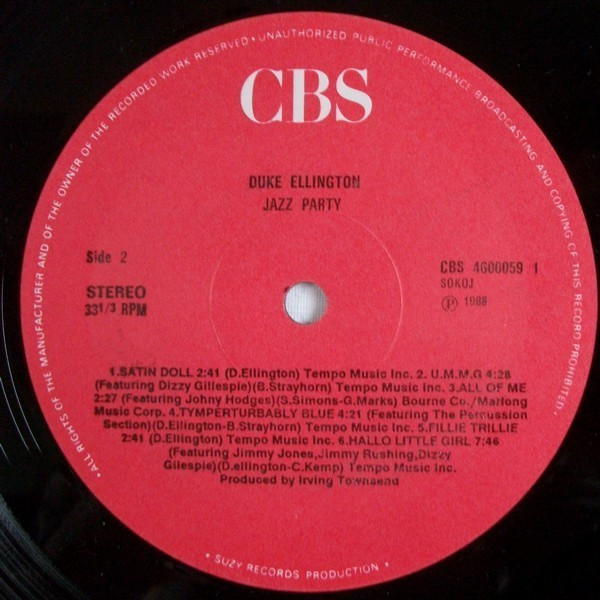 •ALL RIGHTS OF THE MANUFACTURER AND OF THE OWNER OF THE RECORDED WORK RESERVED•UNAUTHORIZED PUBLIC PERFORMANCE BROADCASTING AND COPYING OF THIS RECORD PROHIBITED.
CBS
DUKE ELLINGTON
JAZZ PARTY
Side 2
STEREO
33 1/3 RPM
CBS 4600059 1
SOKOJ
Ⓟ 1988
1.SATIN DOLL 2:41 (D.Ellington) Tempo Music Inc. 2. U.M.M.G 4:28
(Featuring Dizzy Gillespie)(B.Strayhorn) Tempo Music Inc. 3.ALL OF ME
2:27 (Featuring Johny Hodges)(S.Simons-G.Marks) Bourne Co./Marlong
Music Corp. 4.TYMPERTURBABLY BLUE 4:21 (Featuring The Percussion
Section)(D.Ellington-B.Strayhorn) Tempo Music Inc. 5.FILLIE TRILLIE
2:41 (D.Ellington) Tempo Music Inc. 6.HALLO LITTLE GIRL 7:46
(Featuring Jimmy Jones,Jimmy Rushing,Dizzy
Gillespie)(D.ellington-C.Kemp) Tempo Music Inc.
Produced by Irving Townsend
• SUZY RECORDS PRODUCTION •